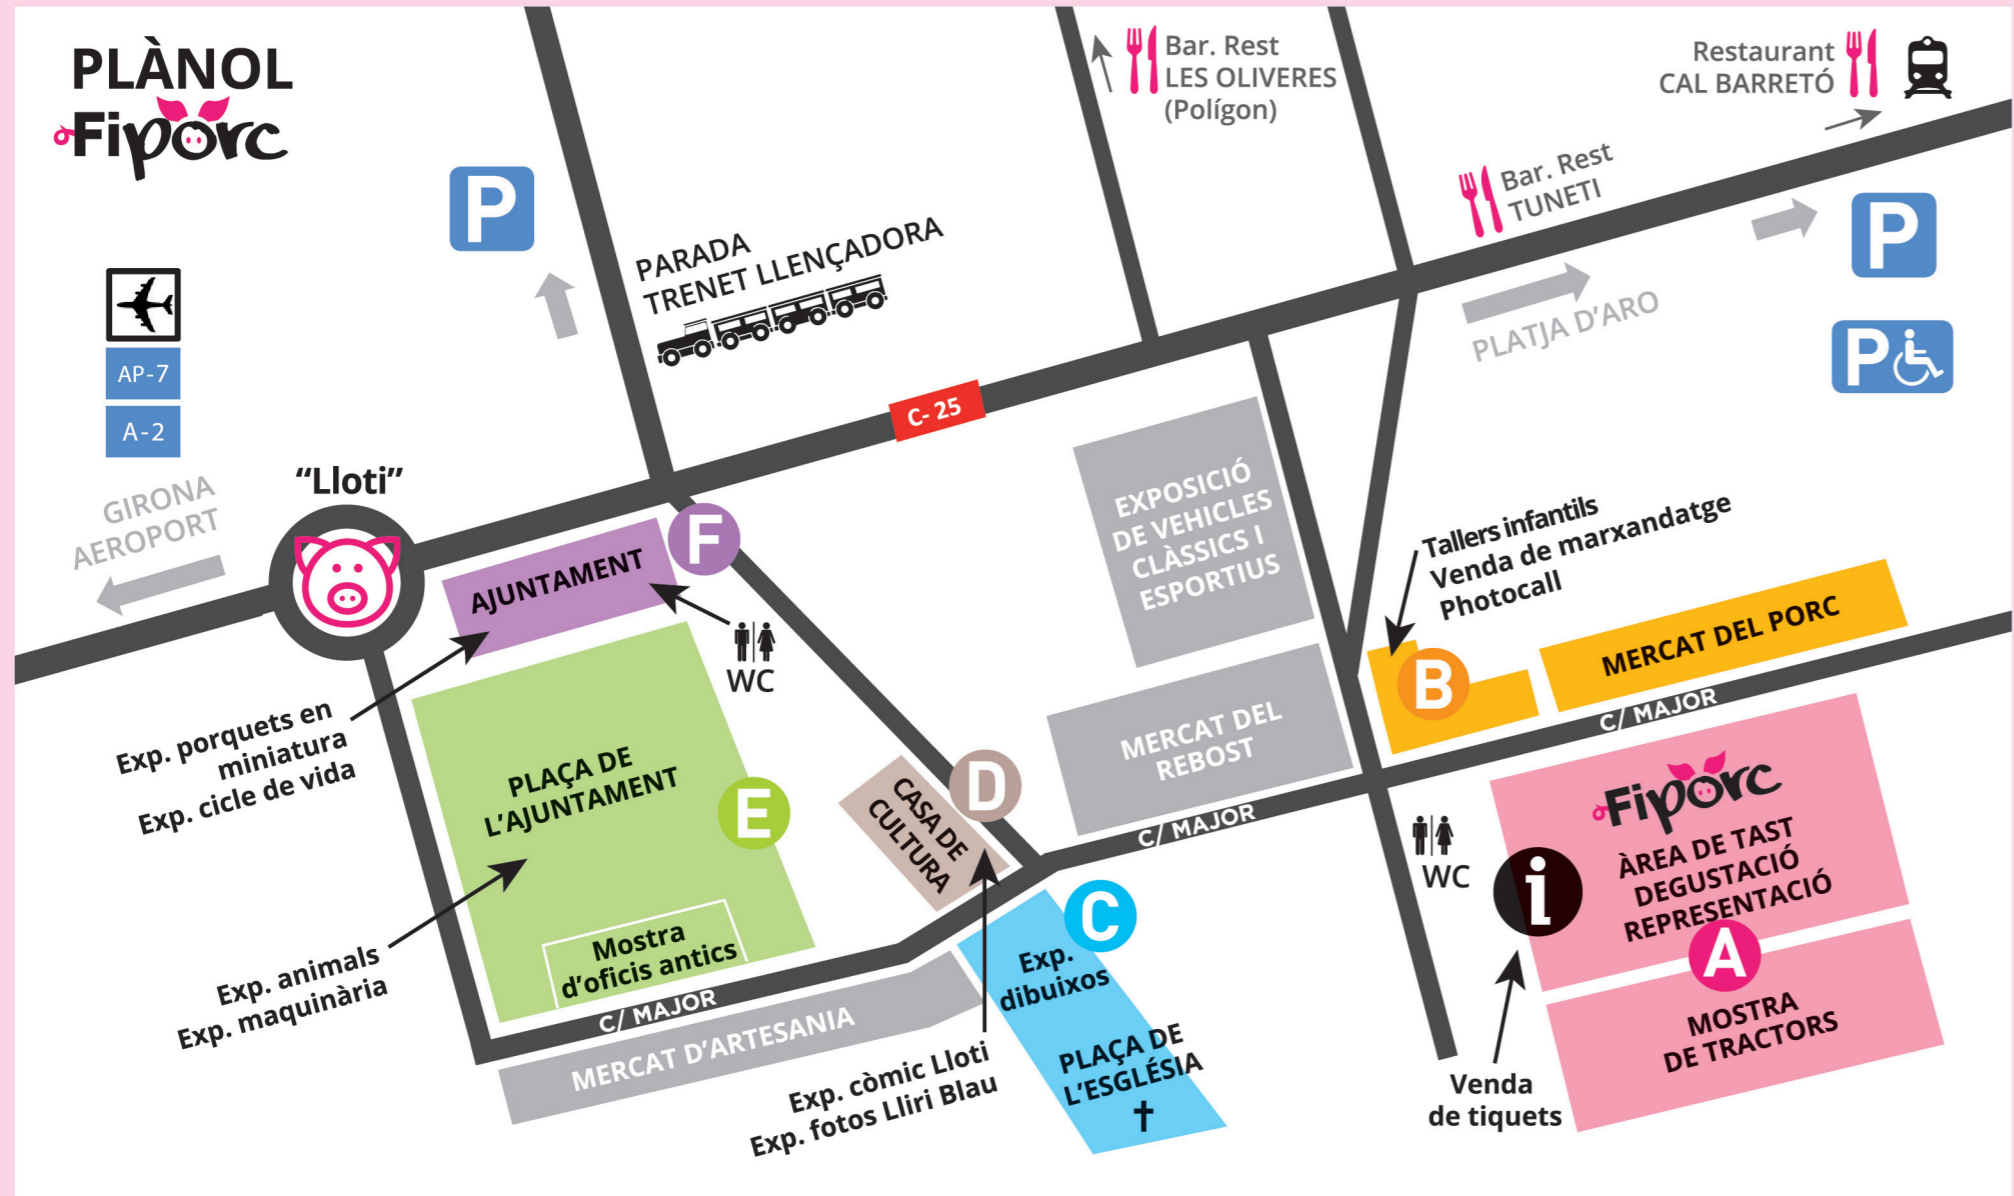 PLÀNOL
Fiporc
P
AP-7
A-2
GIRONA
AEROPORT
“Lloti”
PARADA
TRENET LLENÇADORA
C- 25
Bar. Rest
LES OLIVERES
(Polígon)
Restaurant
CAL BARRETÓ
Bar. Rest
TUNETI
PLATJA D’ARO
P
P
AJUNTAMENT
F
WC
Exp. porquets en
miniatura
Exp. cicle de vida
PLAÇA DE
L’AJUNTAMENT
E
Exp. animals
Exp. maquinària
Mostra
d’oficis antics
C/ MAJOR
MERCAT D’ARTESANIA
CASA DE
CULTURA
D
Exp. còmic Lloti
Exp. fotos Lliri Blau
C
Exp.
dibuixos
PLAÇA DE
L’ESGLÉSIA
EXPOSICIÓ
DE VEHICLES
CLÀSSICS I
ESPORTIUS
MERCAT DEL
REBOST
C/ MAJOR
Tallers infantils
Venda de marxandatge
Photocall
B
MERCAT DEL PORC
C/ MAJOR
Fiporc
ÀREA DE TAST
DEGUSTACIÓ
REPRESENTACIÓ
WC
i
A
MOSTRA
DE TRACTORS
Venda
de tiquets